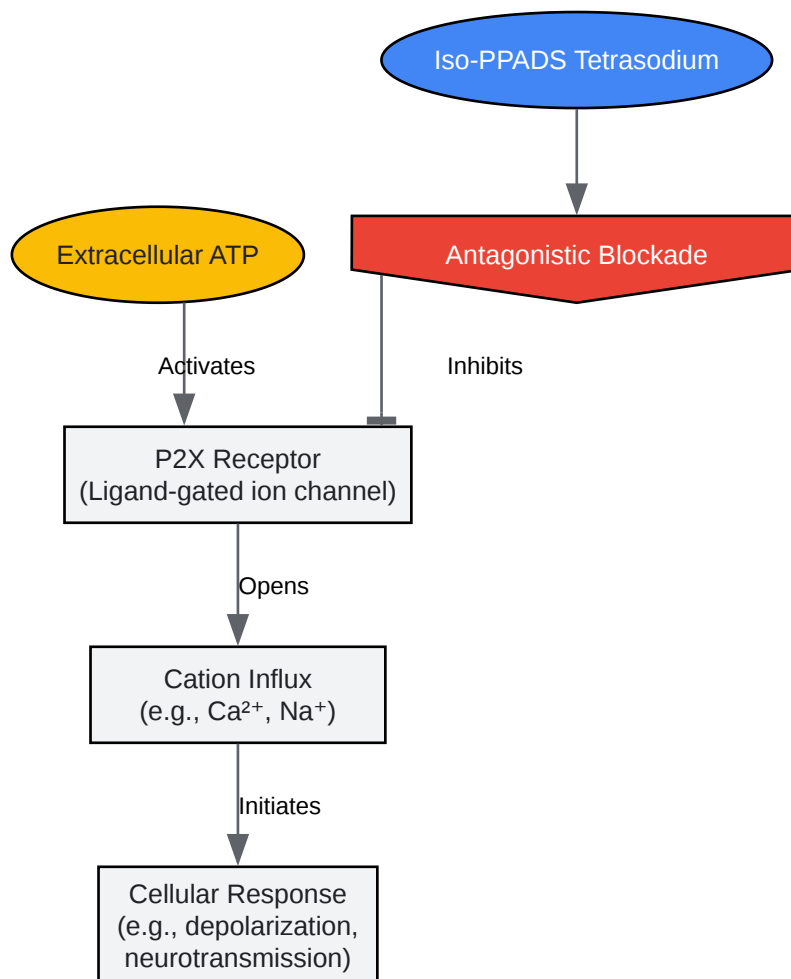 Iso-PPADS Tetrasodium
Extracellular ATP
Antagonistic Blockade
Activates
Inhibits
P2X Receptor
(Ligand-gated ion channel)
Opens
Cation Influx
(e.g., Ca²⁺, Na⁺)
Initiates
Cellular Response
(e.g., depolarization,
neurotransmission)